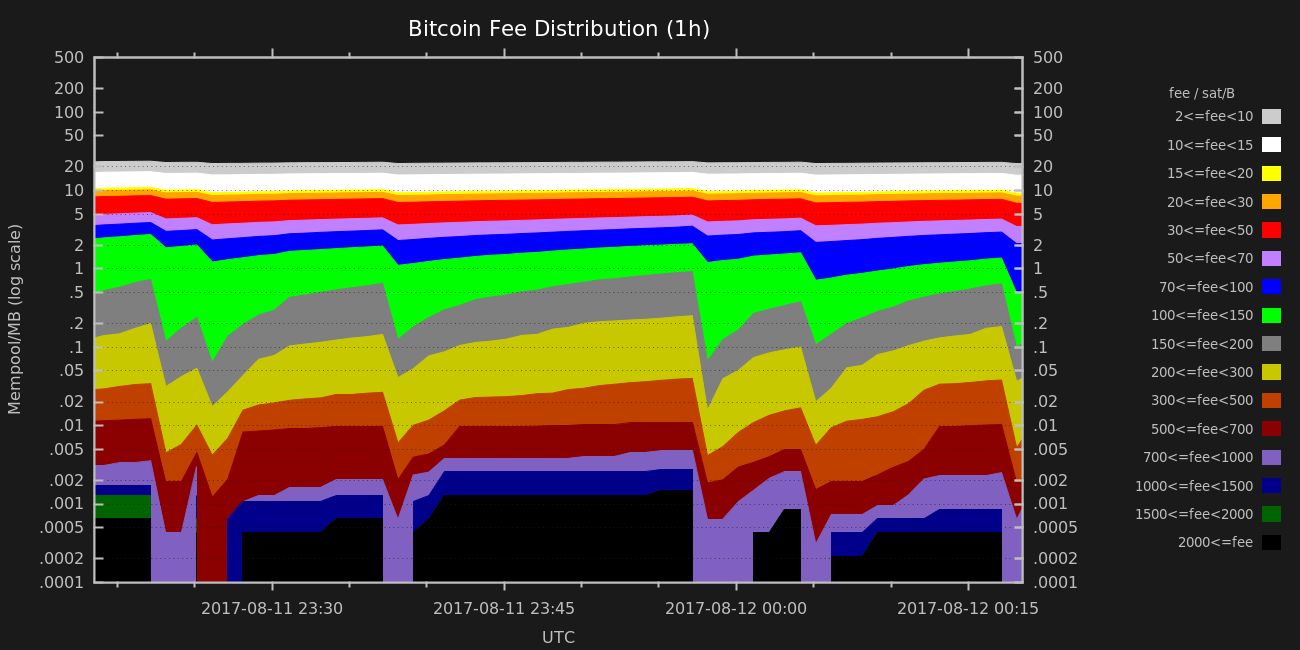 Bitcoin Fee Distribution (1h)
500
200
100
50
20
10
5
2
1
.5
.2
.1
.05
.02
.01
.005
.002
.001
.0005
.0002
.0001
Mempool/MB (log scale)
500
200
100
50
20
10
5
2
1
.5
.2
.1
.05
.02
.01
.005
.002
.001
.0005
.0002
.0001
2017-08-11 23:30
2017-08-11 23:45
2017-08-12 00:00
2017-08-12 00:15
UTC
fee / sat/B
2<=fee<10
10<=fee<15
15<=fee<20
20<=fee<30
30<=fee<50
50<=fee<70
70<=fee<100
100<=fee<150
150<=fee<200
200<=fee<300
300<=fee<500
500<=fee<700
700<=fee<1000
1000<=fee<1500
1500<=fee<2000
2000<=fee